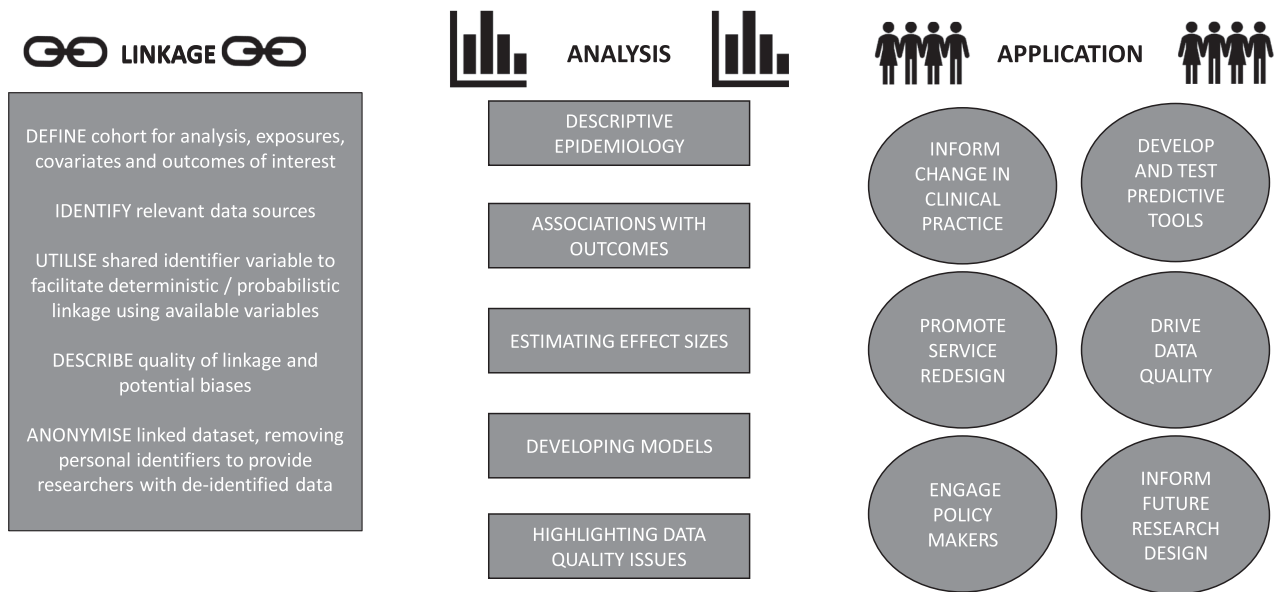 LINKAGE
DEFINE cohort for analysis, exposures,
covariates and outcomes of interest
IDENTIFY relevant data sources
UTILISE shared identifier variable to
facilitate deterministic / probabilistic
linkage using available variables
DESCRIBE quality of linkage and
potential biases
ANONYMISE linked dataset, removing
personal identifiers to provide
researchers with de-identified data
ANALYSIS
DESCRIPTIVE
EPIDEMIOLOGY
ASSOCIATIONS WITH
OUTCOMES
ESTIMATING EFFECT SIZES
DEVELOPING MODELS
HIGHLIGHTING DATA
QUALITY ISSUES
APPLICATION
INFORM
CHANGE IN
CLINICAL
PRACTICE
DEVELOP
AND TEST
PREDICTIVE
TOOLS
PROMOTE
SERVICE
REDESIGN
DRIVE
DATA
QUALITY
ENGAGE
POLICY
MAKERS
INFORM
FUTURE
RESEARCH
DESIGN